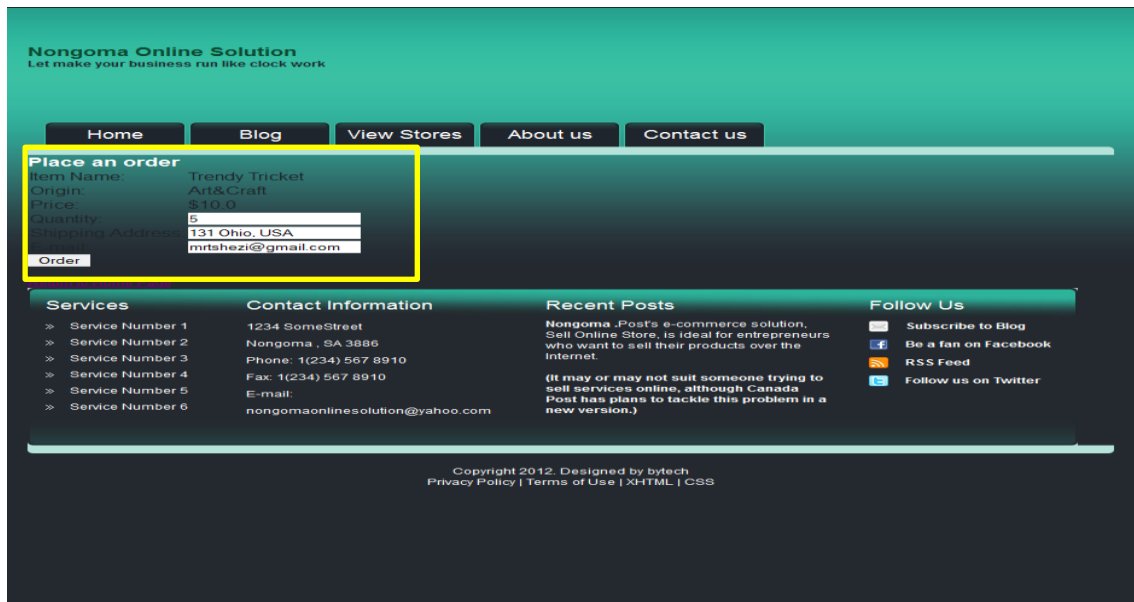 Nongoma Online Solution
Let make your business run like clock work
Home Blog View Stores About us Contact us
Place an order
Item Name: Trendy Tricket
Origin: Art&Craft
Price: $10.0
Quantity: 5
Shipping Address: 131 Ohio, USA
E-mail: mrtshezi@gmail.com
Order
Services
» Service Number 1
» Service Number 2
» Service Number 3
» Service Number 4
» Service Number 5
» Service Number 6
Contact Information
1234 SomeStreet
Nongoma , SA 3886
Phone: 1(234) 567 8910
Fax: 1(234) 567 8910
E-mail:
nongomaonlinesolution@yahoo.com
Recent Posts
Nongoma .Post's e-commerce solution,
Sell Online Store, is ideal for entrepreneurs
who want to sell their products over the
Internet.
(It may or may not suit someone trying to
sell services online, although Canada
Post has plans to tackle this problem in a
new version.)
Follow Us
Subscribe to Blog
Be a fan on Facebook
RSS Feed
Follow us on Twitter
Copyright 2012. Designed by bytech
Privacy Policy | Terms of Use | XHTML | CSS